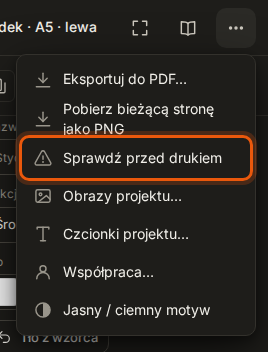 dek · A5 · lewa
Eksportuj do PDF...
Pobierz bieżącą stronę
jako PNG
Sprawdź przed drukiem
Obrazy projektu...
Czcionki projektu...
Współpraca...
Jasny / ciemny motyw
z wzorca